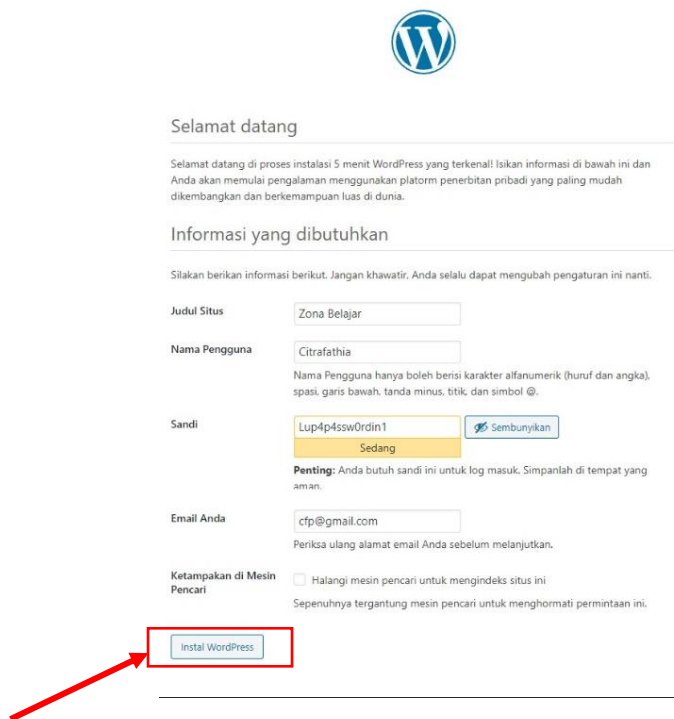 Selamat datang
Selamat datang di proses instalasi 5 menit WordPress yang terkenal! Isikan informasi di bawah ini dan
Anda akan memulai pengalaman menggunakan platorm penerbitan pribadi yang paling mudah
dikembangkan dan berkemampuan luas di dunia.
Informasi yang dibutuhkan
Silakan berikan informasi berikut. Jangan khawatir, Anda selalu dapat mengubah pengaturan ini nanti.
Judul Situs
Zona Belajar
Nama Pengguna
Citrafathia
Nama Pengguna hanya boleh berisi karakter alfanumerik (huruf dan angka),
spasi, garis bawah, tanda minus, titik, dan simbol @.
Sandi
Lup4p4ssw0rdin1
Sembunyikan
Sedang
Penting: Anda butuh sandi ini untuk log masuk. Simpanlah di tempat yang
aman.
Email Anda
cfp@gmail.com
Periksa ulang alamat email Anda sebelum melanjutkan.
Ketampakan di Mesin
Pencari
Halangi mesin pencari untuk mengindeks situs ini
Sepenuhnya tergantung mesin pencari untuk menghormati permintaan ini.
Instal WordPress